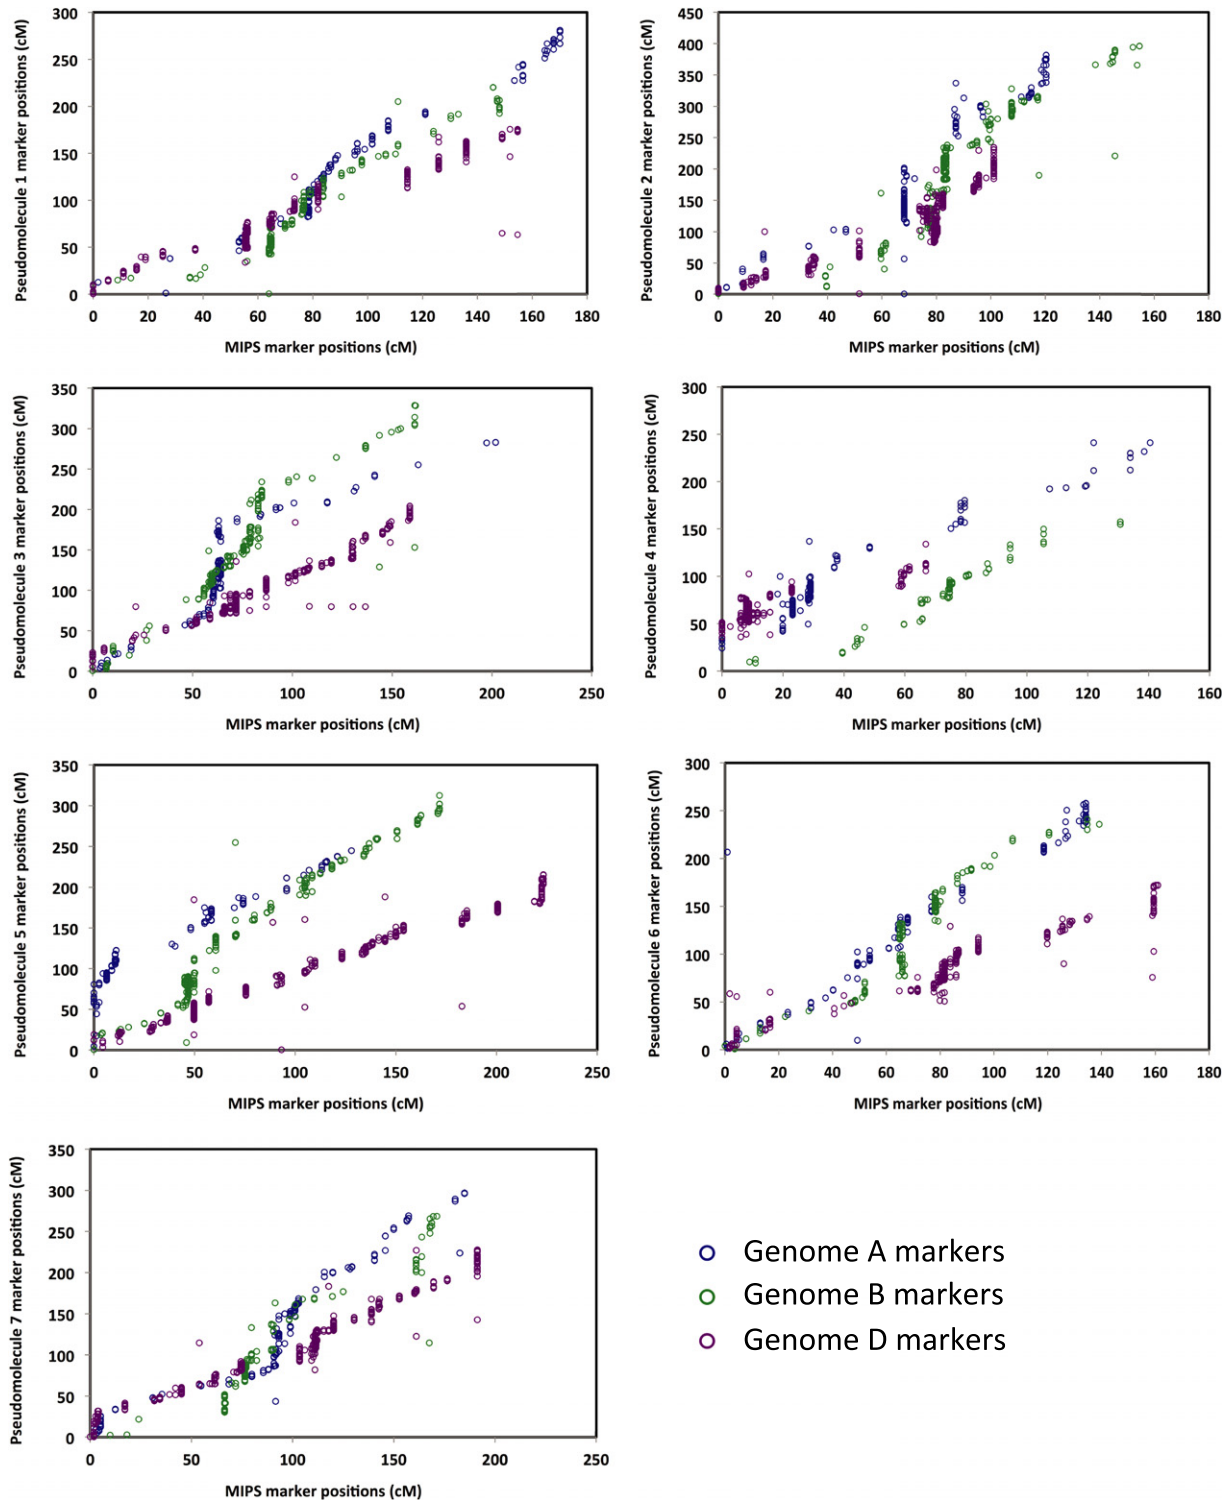 Pseudomolecule 1 marker positions (cM)
300
250
200
150
100
50
0
0 20 40 60 80 100 120 140 160 180
MIPS marker positions (cM)
Pseudomolecule 2 marker positions (cM)
450
400
350
300
250
200
150
100
50
0
0 20 40 60 80 100 120 140 160 180
MIPS marker positions (cM)
Pseudomolecule 3 marker positions (cM)
350
300
250
200
150
100
50
0
0 50 100 150 200 250
MIPS marker positions (cM)
Pseudomolecule 4 marker positions (cM)
300
250
200
150
100
50
0
0 20 40 60 80 100 120 140 160
MIPS marker positions (cM)
Pseudomolecule 5 marker positions (cM)
350
300
250
200
150
100
50
0
0 50 100 150 200 250
MIPS marker positions (cM)
Pseudomolecule 6 marker positions (cM)
300
250
200
150
100
50
0
0 20 40 60 80 100 120 140 160 180
MIPS marker positions (cM)
Pseudomolecule 7 marker positions (cM)
350
300
250
200
150
100
50
0
0 50 100 150 200 250
MIPS marker positions (cM)
Genome A markers
Genome B markers
Genome D markers